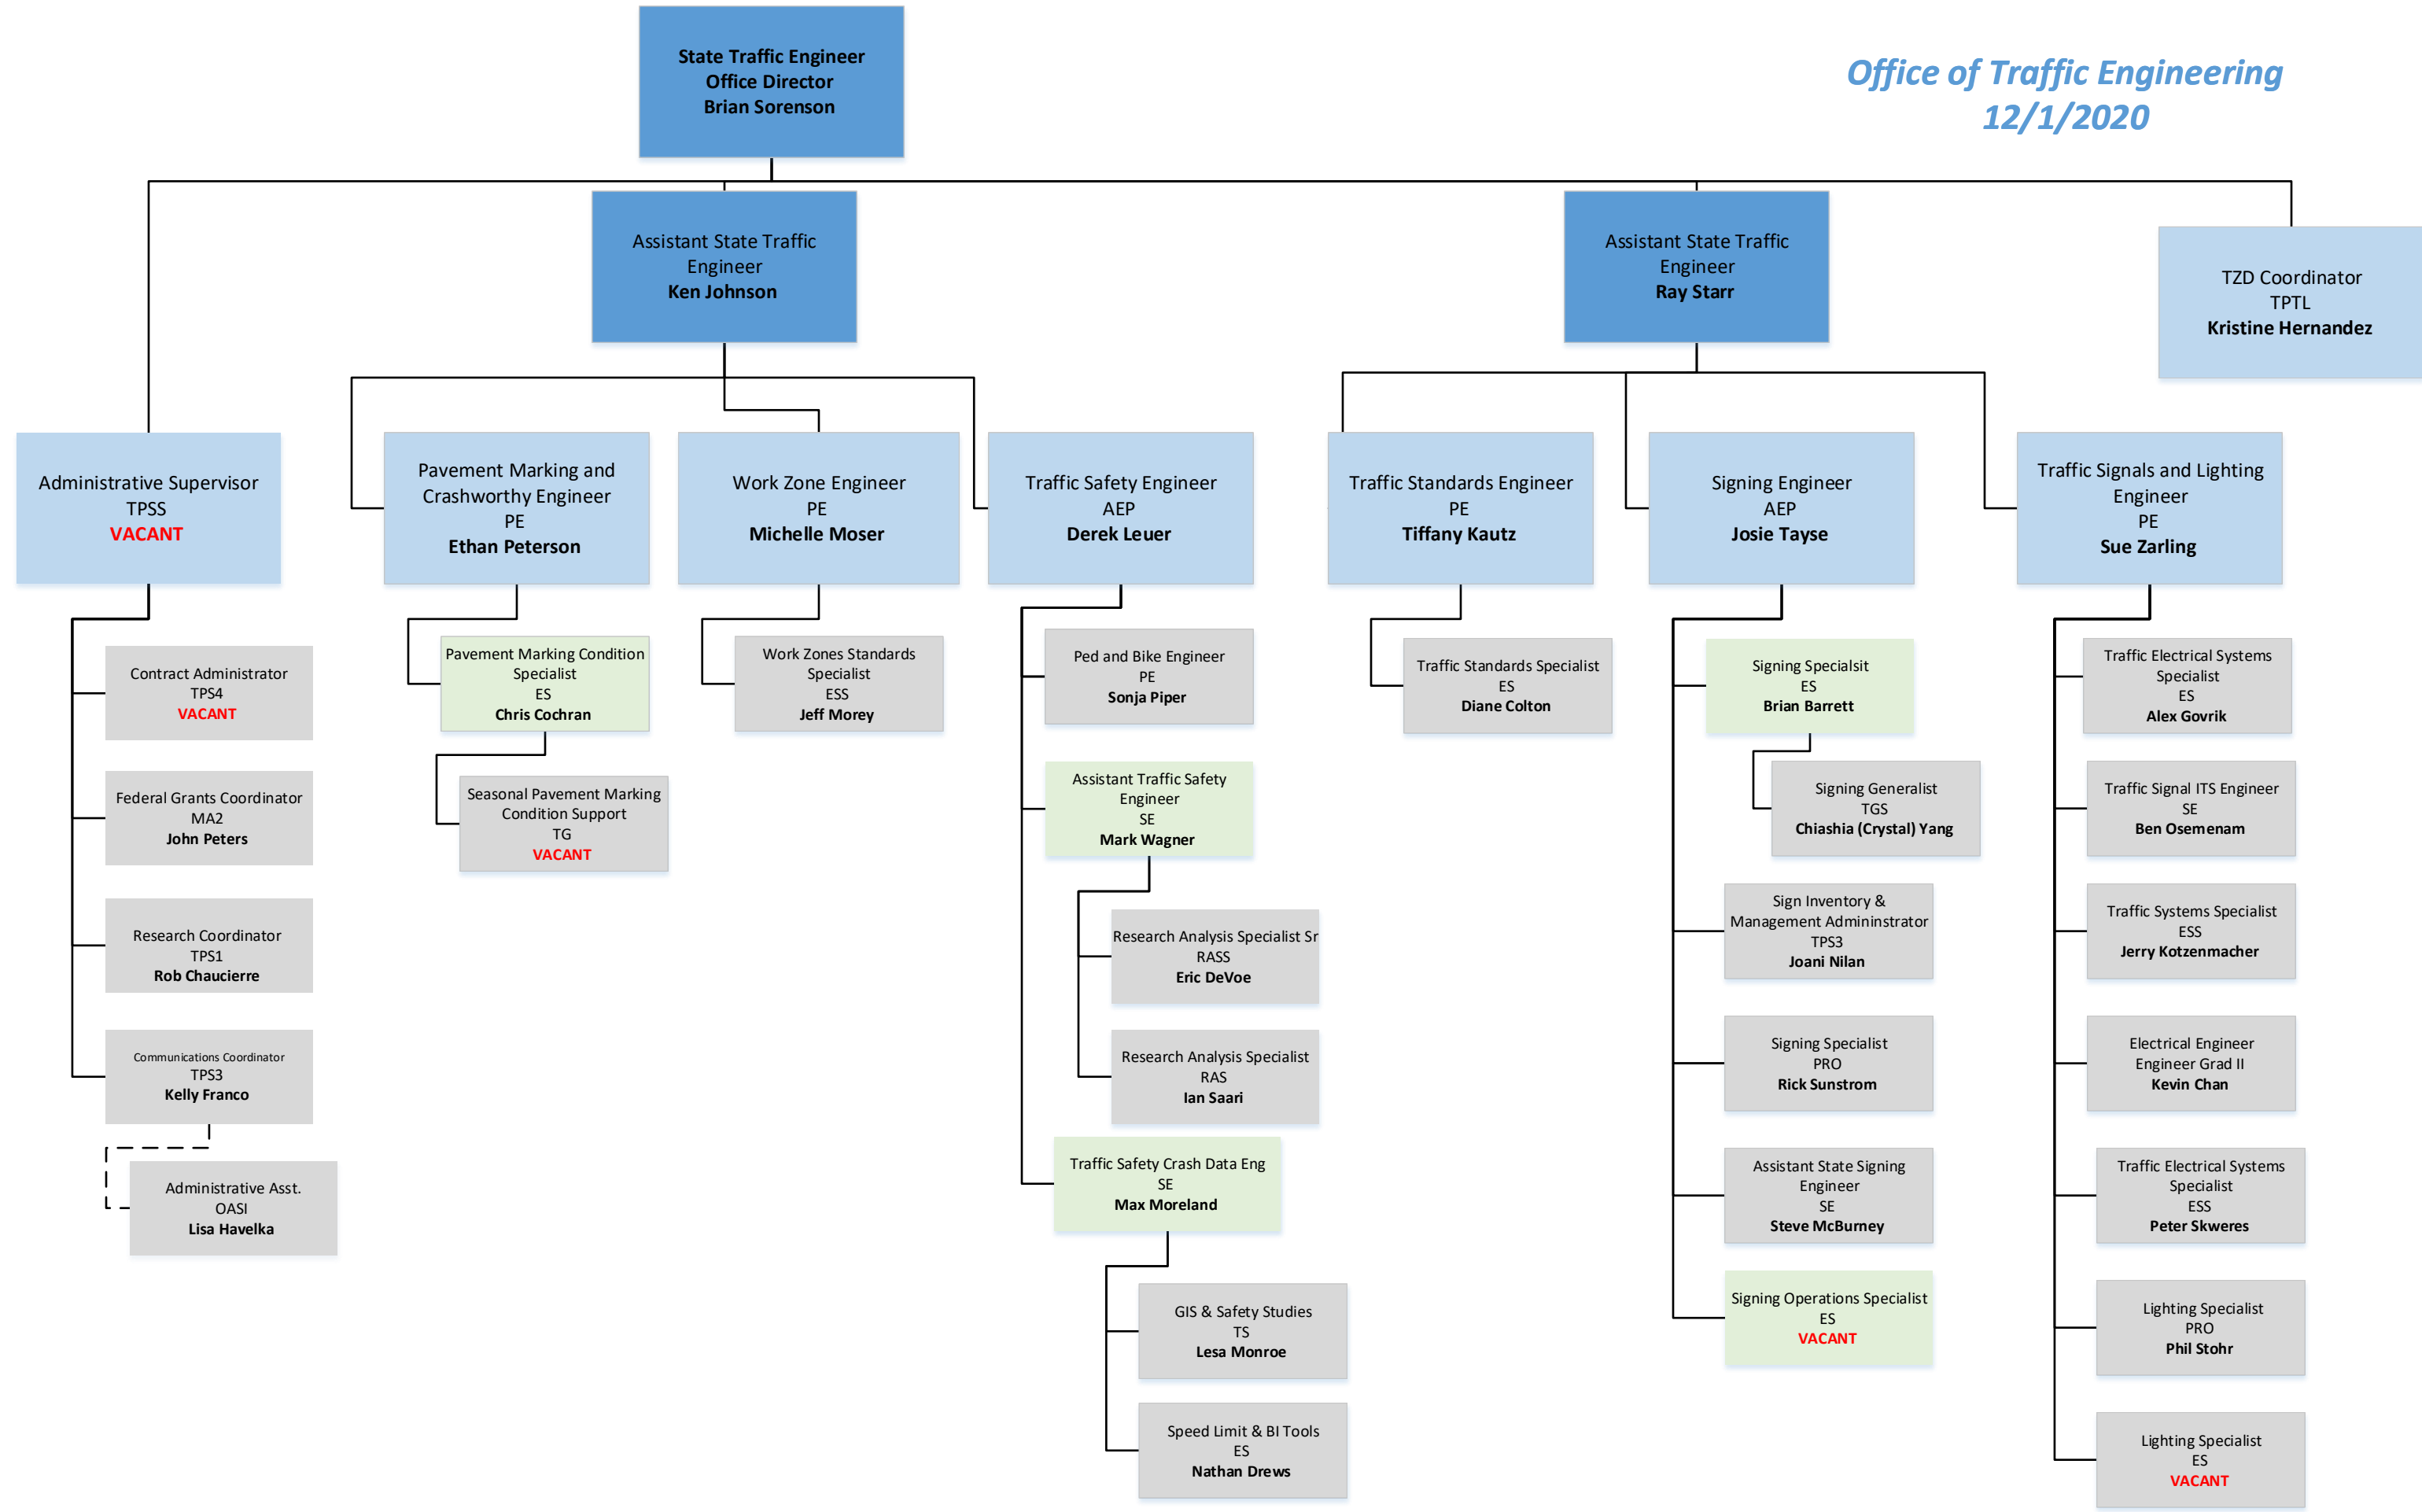 Office of Traffic Engineering
12/1/2020
State Traffic Engineer
Office Director
Brian Sorenson
Assistant State Traffic
Engineer
Ken Johnson
Assistant State Traffic
Engineer
Ray Starr
TZD Coordinator
TPTL
Kristine Hernandez
Administrative Supervisor
TPSS
VACANT
Pavement Marking and
Crashworthy Engineer
PE
Ethan Peterson
Work Zone Engineer
PE
Michelle Moser
Traffic Safety Engineer
AEP
Derek Leuer
Traffic Standards Engineer
PE
Tiffany Kautz
Signing Engineer
AEP
Josie Tayse
Traffic Signals and Lighting
Engineer
PE
Sue Zarling
Contract Administrator
TPS4
VACANT
Federal Grants Coordinator
MA2
John Peters
Research Coordinator
TPS1
Rob Chaucierre
Communications Coordinator
TPS3
Kelly Franco
Administrative Asst.
OASI
Lisa Havelka
Pavement Marking Condition
Specialist
ES
Chris Cochran
Seasonal Pavement Marking
Condition Support
TG
VACANT
Work Zones Standards
Specialist
ESS
Jeff Morey
Ped and Bike Engineer
PE
Sonja Piper
Assistant Traffic Safety
Engineer
SE
Mark Wagner
Research Analysis Specialist Sr
RASS
Eric DeVoe
Research Analysis Specialist
RAS
Ian Saari
Traffic Safety Crash Data Eng
SE
Max Moreland
GIS & Safety Studies
TS
Lesa Monroe
Speed Limit & BI Tools
ES
Nathan Drews
Traffic Standards Specialist
ES
Diane Colton
Signing Specialsit
ES
Brian Barrett
Signing Generalist
TGS
Chiashia (Crystal) Yang
Sign Inventory &
Management Admininstrator
TPS3
Joani Nilan
Signing Specialist
PRO
Rick Sunstrom
Assistant State Signing
Engineer
SE
Steve McBurney
Signing Operations Specialist
ES
VACANT
Traffic Electrical Systems
Specialist
ES
Alex Govrik
Traffic Signal ITS Engineer
SE
Ben Osemenam
Traffic Systems Specialist
ESS
Jerry Kotzenmacher
Electrical Engineer
Engineer Grad II
Kevin Chan
Traffic Electrical Systems
Specialist
ESS
Peter Skweres
Lighting Specialist
PRO
Phil Stohr
Lighting Specialist
ES
VACANT